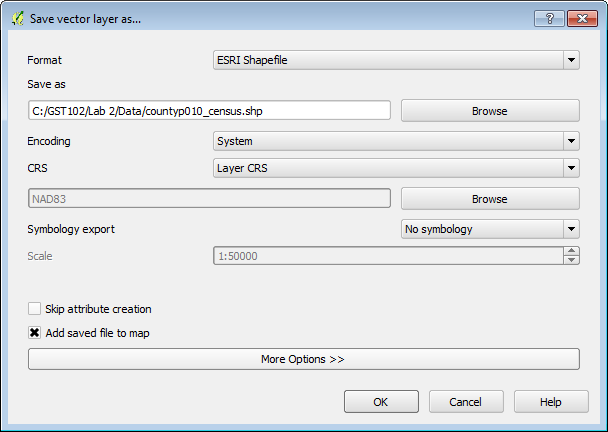 Save vector layer as...
Format ESRI Shapefile
Save as
C:/GST102/Lab 2/Data/countyp010_census.shp Browse
Encoding System
CRS Layer CRS
NAD83 Browse
Symbology export No symbology
Scale 1:50000
Skip attribute creation
Add saved file to map
More Options >>
OK Cancel Help